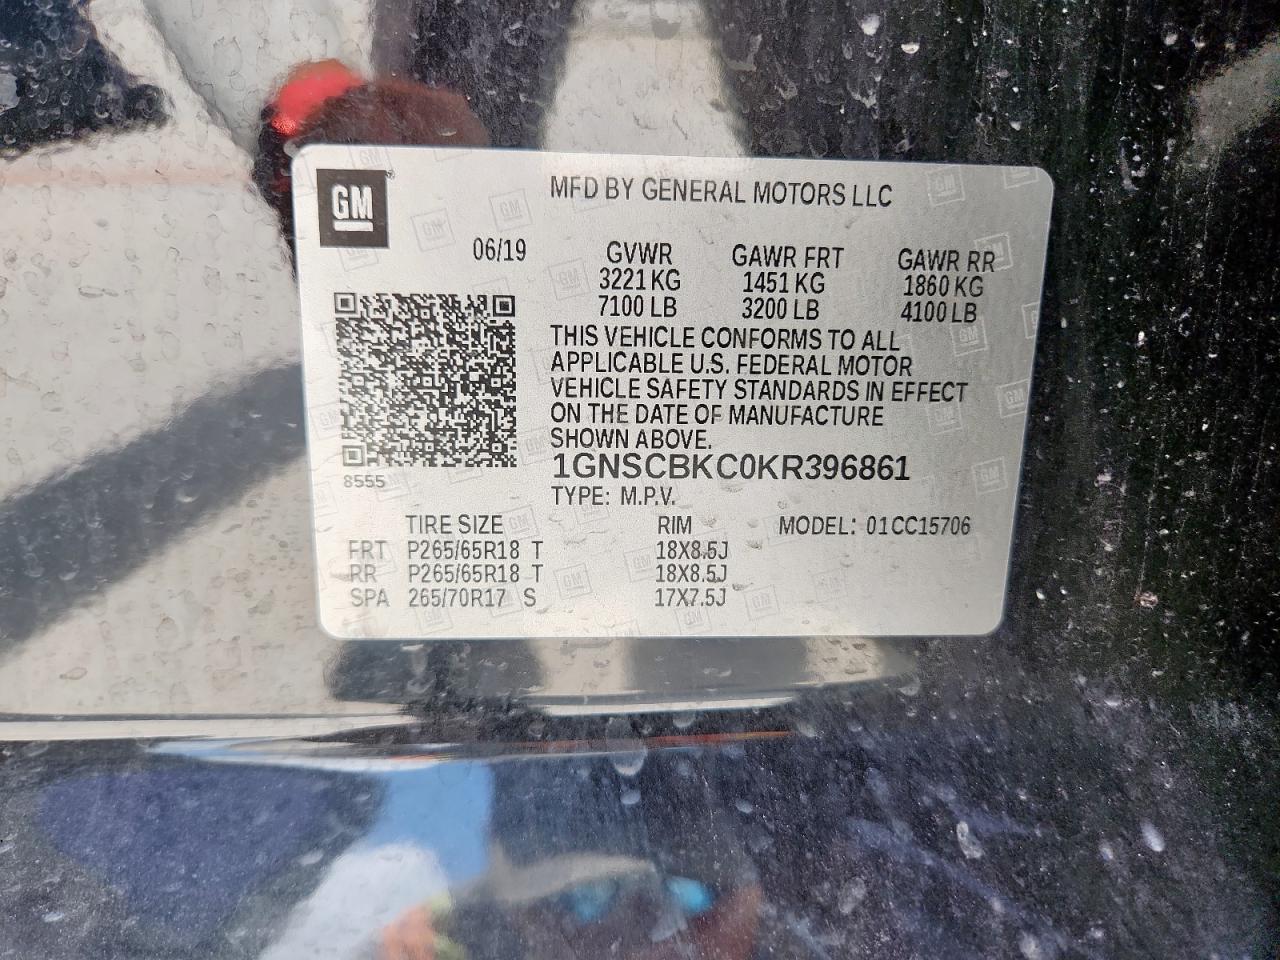 GM
MFD BY GENERAL MOTORS LLC
06/19 GVWR GAWR FRT GAWR RR
3221 KG 1451 KG 1860 KG
7100 LB 3200 LB 4100 LB
THIS VEHICLE CONFORMS TO ALL
APPLICABLE U.S. FEDERAL MOTOR
VEHICLE SAFETY STANDARDS IN EFFECT
ON THE DATE OF MANUFACTURE
SHOWN ABOVE.
1GNSCBKC0KR396861
8555
TYPE: M.P.V.
TIRE SIZE RIM MODEL: 01CC15706
FRT P265/65R18 T 18X8.5J
RR P265/65R18 T 18X8.5J
SPA 265/70R17 S 17X7.5J